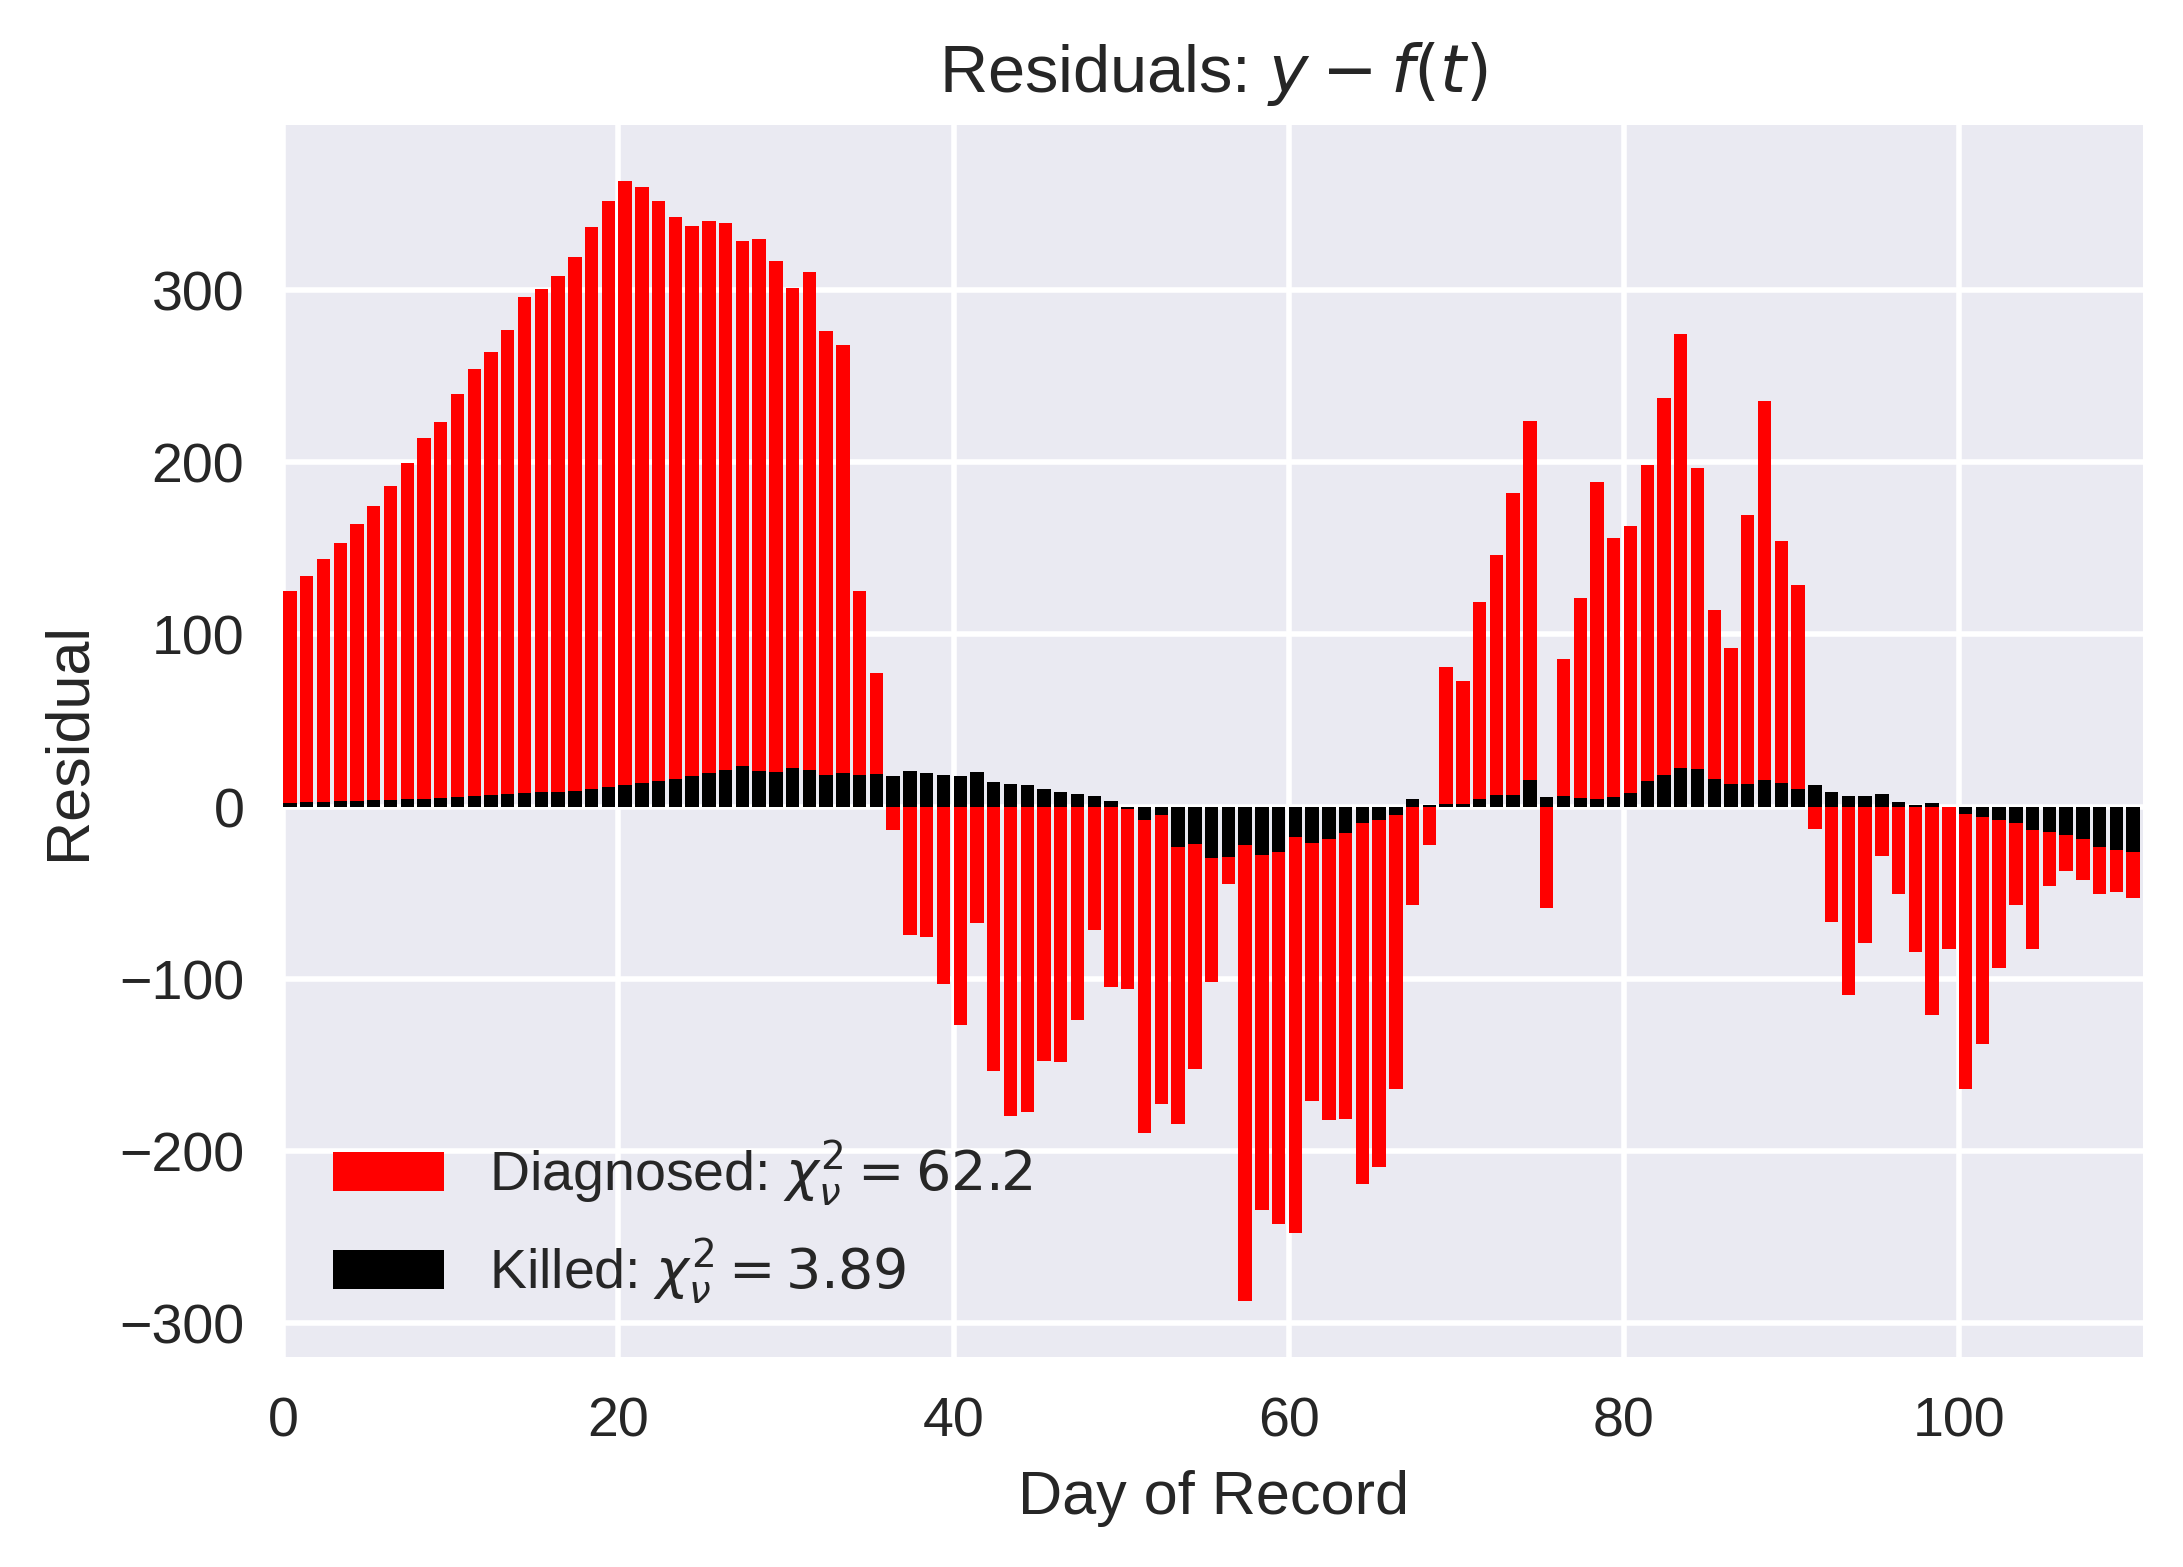 Residuals: y − f(t)
Residual
300
200
100
0
−100
−200
−300
Diagnosed: χ²ᵥ = 62.2
Killed: χ²ᵥ = 3.89
0 20 40 60 80 100
Day of Record